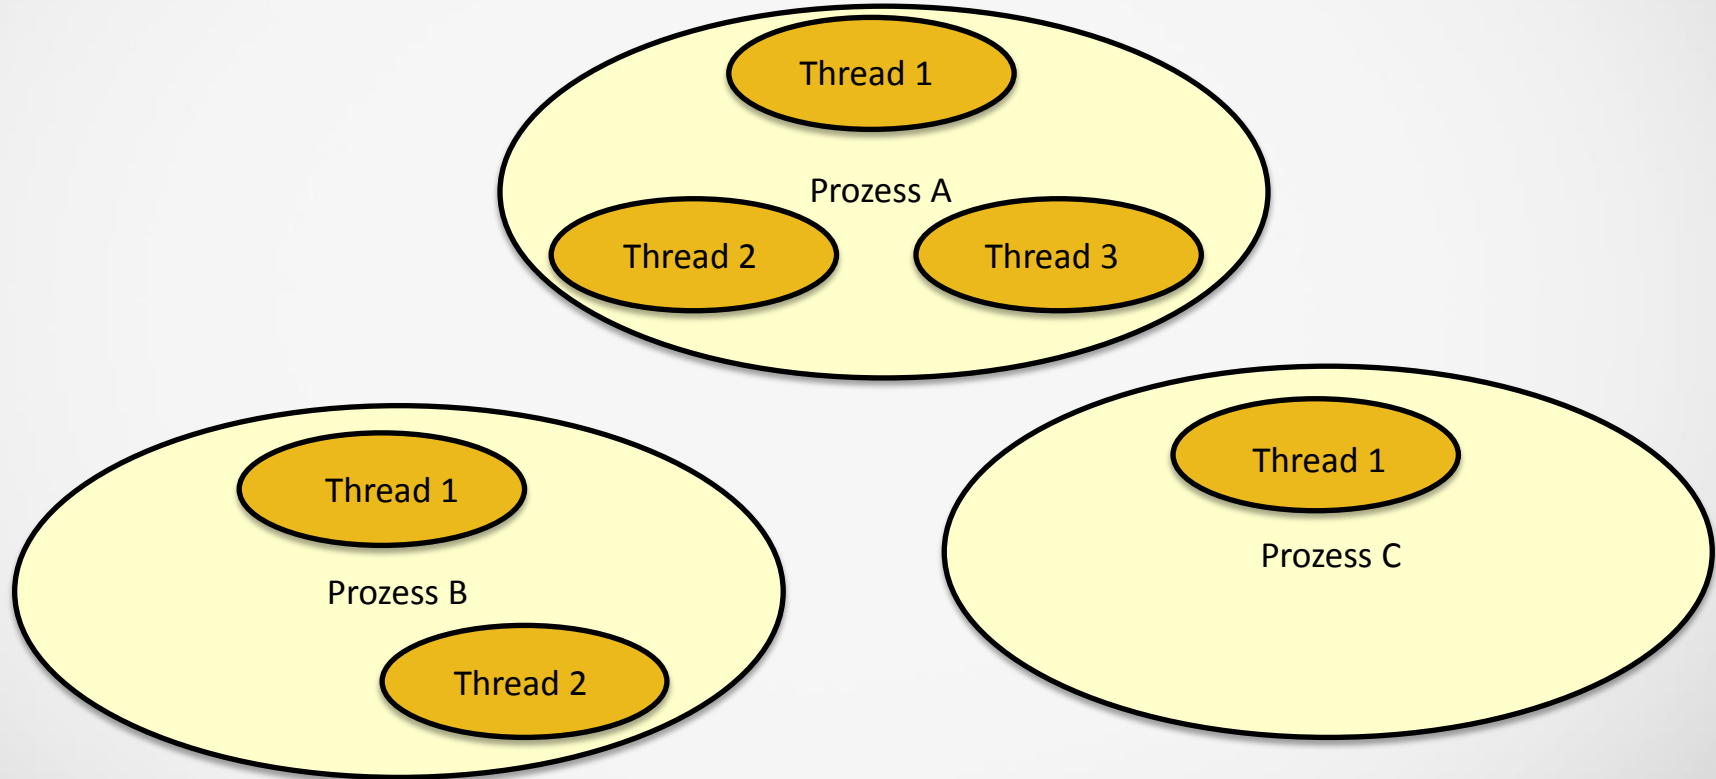 Thread 1
Prozess A
Thread 2
Thread 3
Thread 1
Prozess B
Thread 2
Thread 1
Prozess C